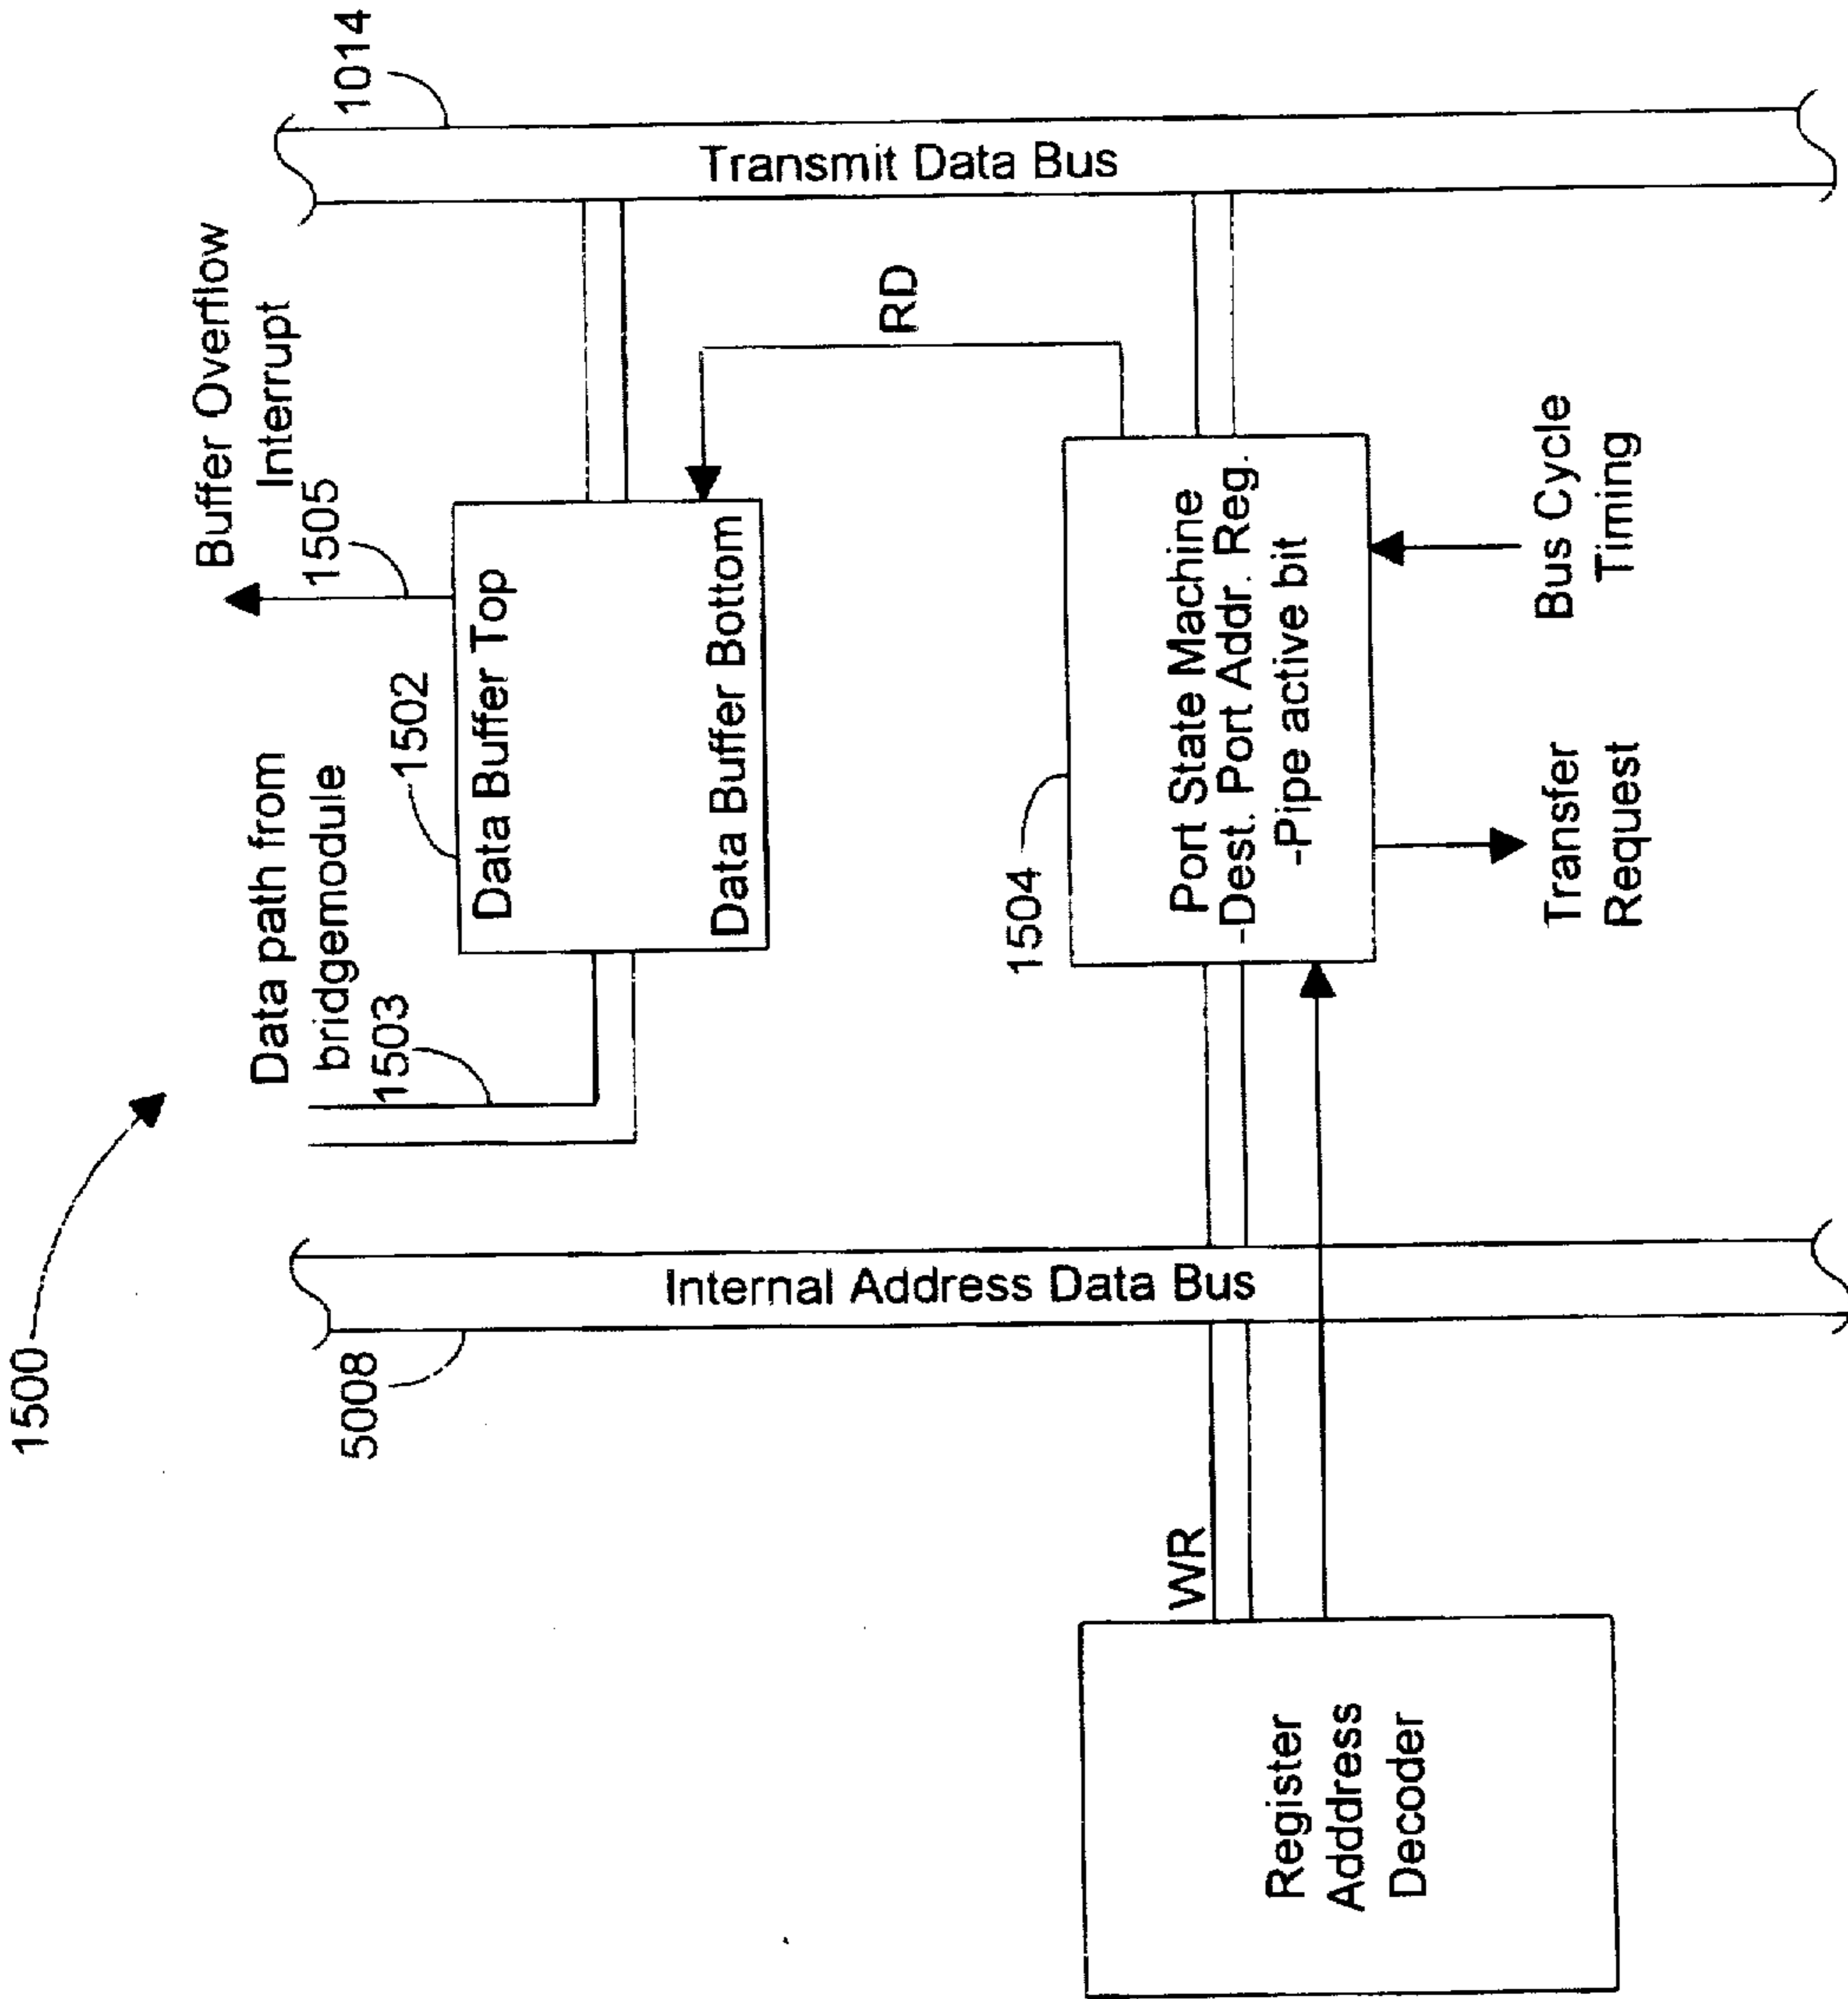 1500
Data path from
bridgemodule
1503
Buffer Overflow
Interrupt
1505
1502
Data Buffer Top
Data Buffer Bottom
1014
Transmit Data Bus
5008
Internal Address Data Bus
RD
1504
Port State Machine
-Dest. Port Addr. Reg.
-Pipe active bit
WR
Register
Adddress
Decoder
Transfer
Request
Bus Cycle
Timing